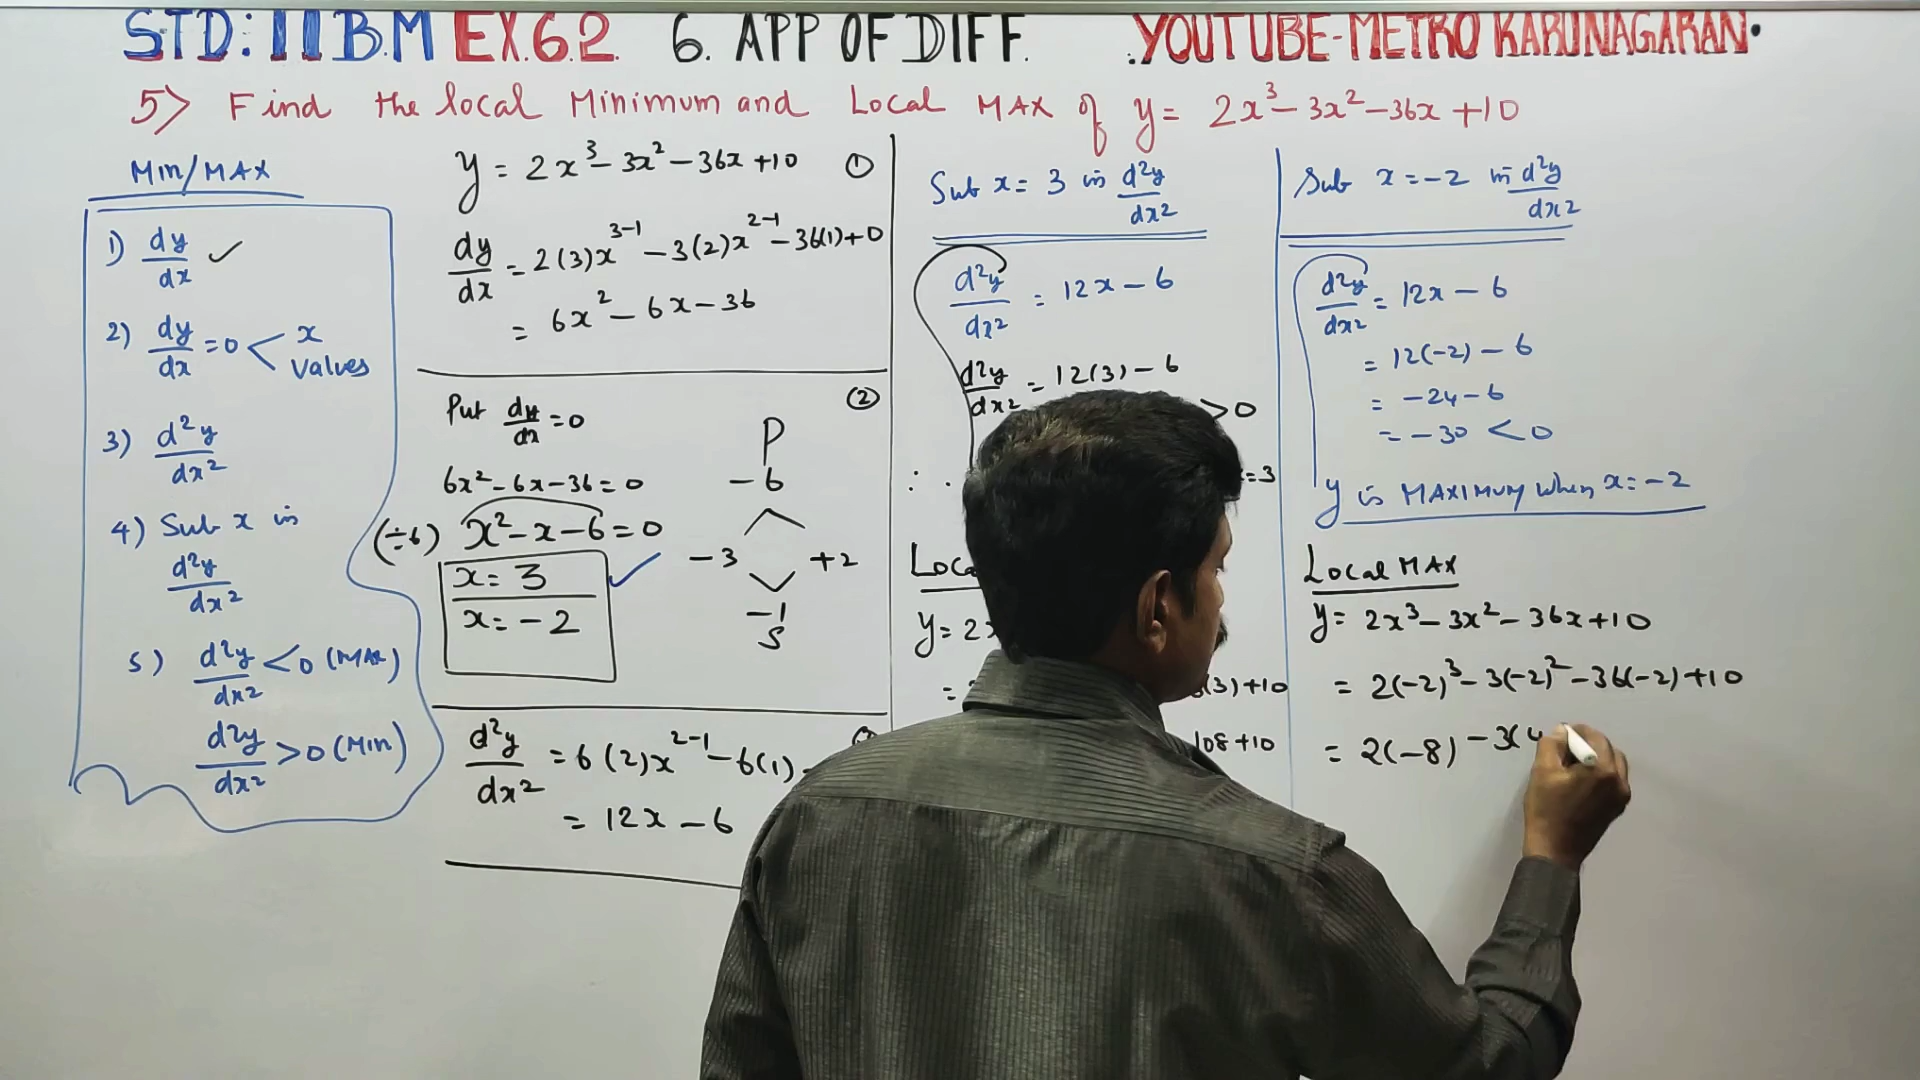 STD: 11 B.M EX.6.2. 6. APP OF DIFF. .YOUTUBE-METRO KARUNAGARAN.
5) Find the local Minimum and Local MAX of y = 2x³-3x²-36x+10
Min/MAX
1) dy/dx ✓
2) dy/dx = 0 < x values
3) d²y/dx²
4) Sub x in d²y/dx²
5) d²y/dx² < 0 (MAX)
d²y/dx² > 0 (Min)
y = 2x³-3x²-36x+10 ①
dy/dx = 2(3)x³⁻¹ - 3(2)x²⁻¹ - 36(1)+0
= 6x² - 6x - 36
Put dy/dx = 0 ②
6x²-6x-36=0
(÷6) x²-x-6=0
x = 3 ✓
x = -2
P
-6
-3 +2
-1
S
d²y/dx² = 6(2)x²⁻¹ - 6(1)
= 12x - 6
Sub x = 3 in d²y/dx²
d²y/dx² = 12x - 6
d²y/dx² = 12(3) - 6
>0
∴
=3
y = 2
=
(3)+10
108+10
Sub x = -2 in d²y/dx²
d²y/dx² = 12x - 6
= 12(-2) - 6
= -24-6
= -30 < 0
y is MAXIMUM when x = -2
Local MAX
y = 2x³-3x²-36x+10
= 2(-2)³-3(-2)²-36(-2)+10
= 2(-8) - 3(4